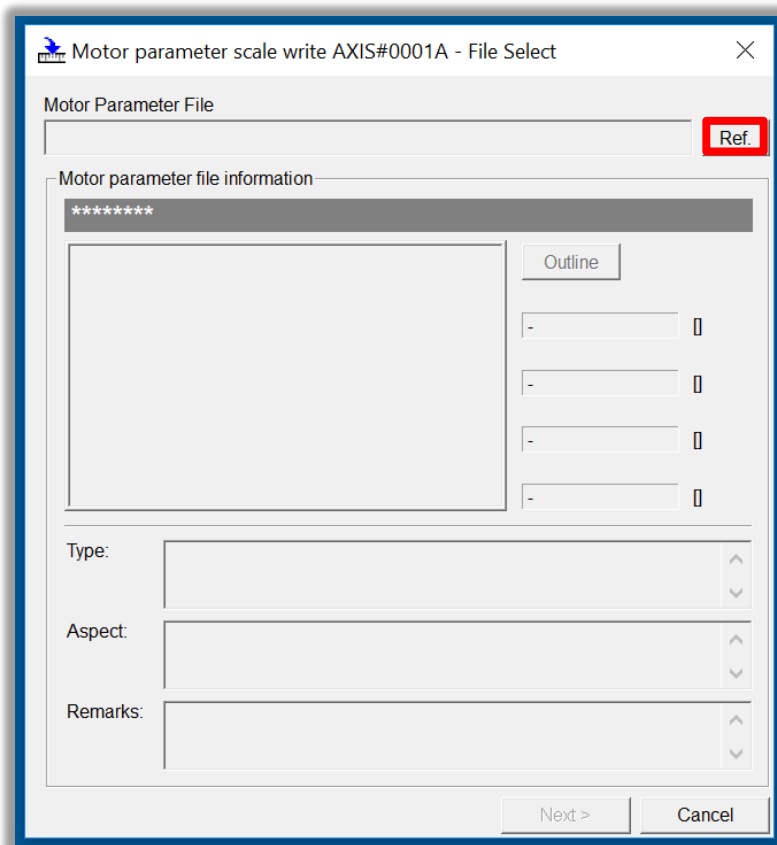 Motor parameter scale write AXIS#0001A - File Select
Motor Parameter File
Ref.
Motor parameter file information
********
Outline
- []
- []
- []
- []
Type:
Aspect:
Remarks:
Next > Cancel